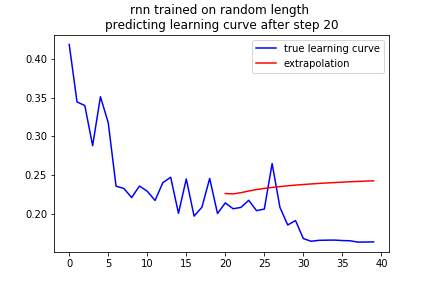 rnn trained on random length
predicting learning curve after step 20
true learning curve
extrapolation
0.40
0.35
0.30
0.25
0.20
0 5 10 15 20 25 30 35 40